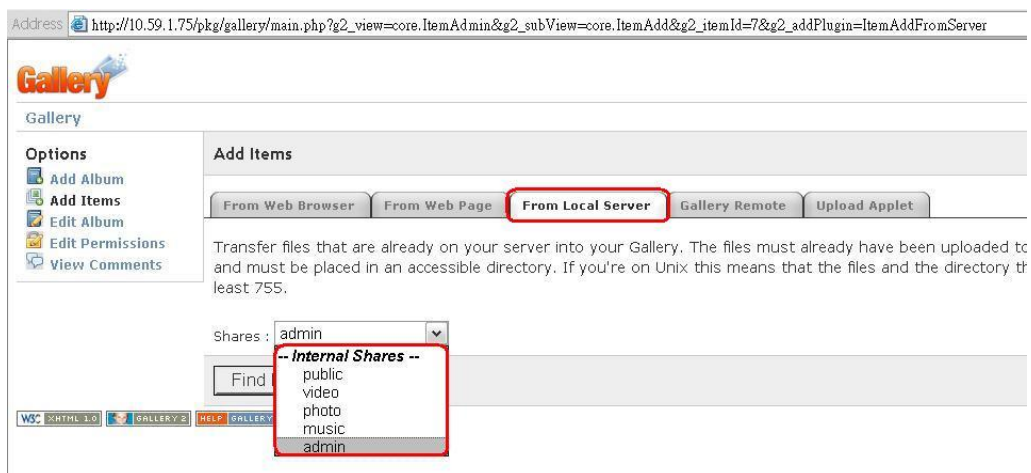 Address http://10.59.1.75/pkg/gallery/main.php?g2_view=core.ItemAdmin&g2_subView=core.ItemAdd&g2_itemId=7&g2_addPlugin=ItemAddFromServer
Gallery
Gallery
Options
Add Album
Add Items
Edit Album
Edit Permissions
View Comments
Add Items
From Web Browser From Web Page From Local Server Gallery Remote Upload Applet
Transfer files that are already on your server into your Gallery. The files must already have been uploaded to
and must be placed in an accessible directory. If you're on Unix this means that the files and the directory th
least 755.
Shares : admin
-- Internal Shares --
public
video
photo
music
admin
Find
W3C XHTML 1.0 GALLERY 2 HELP GALLERY